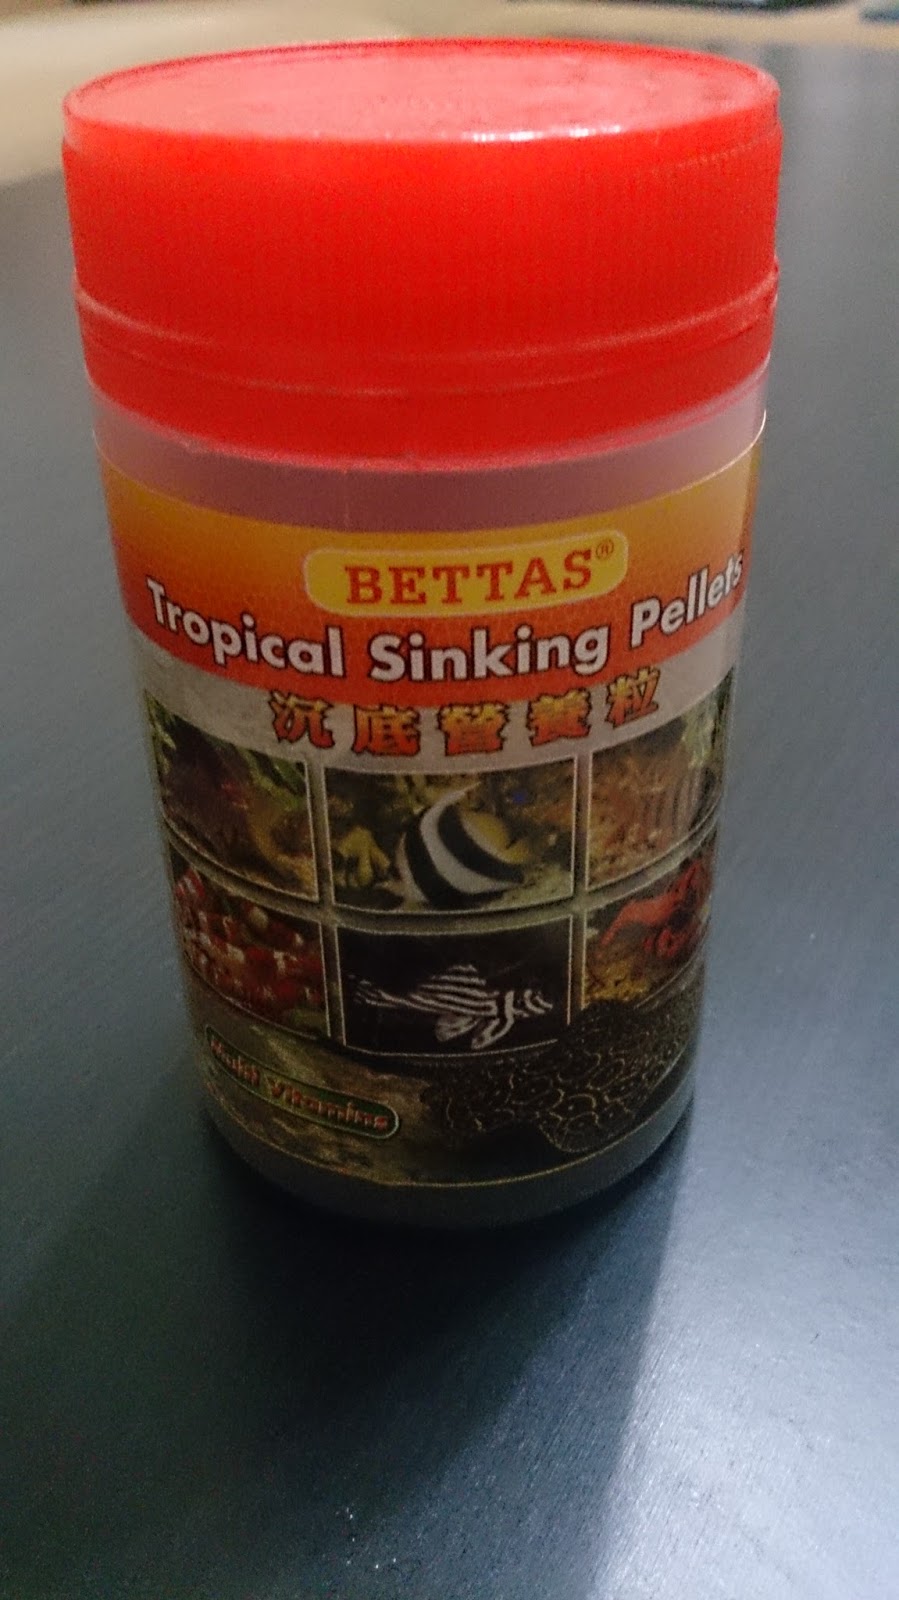 BETTAS®
Tropical Sinking Pellets
沉底營養粒
Multi Vitamins